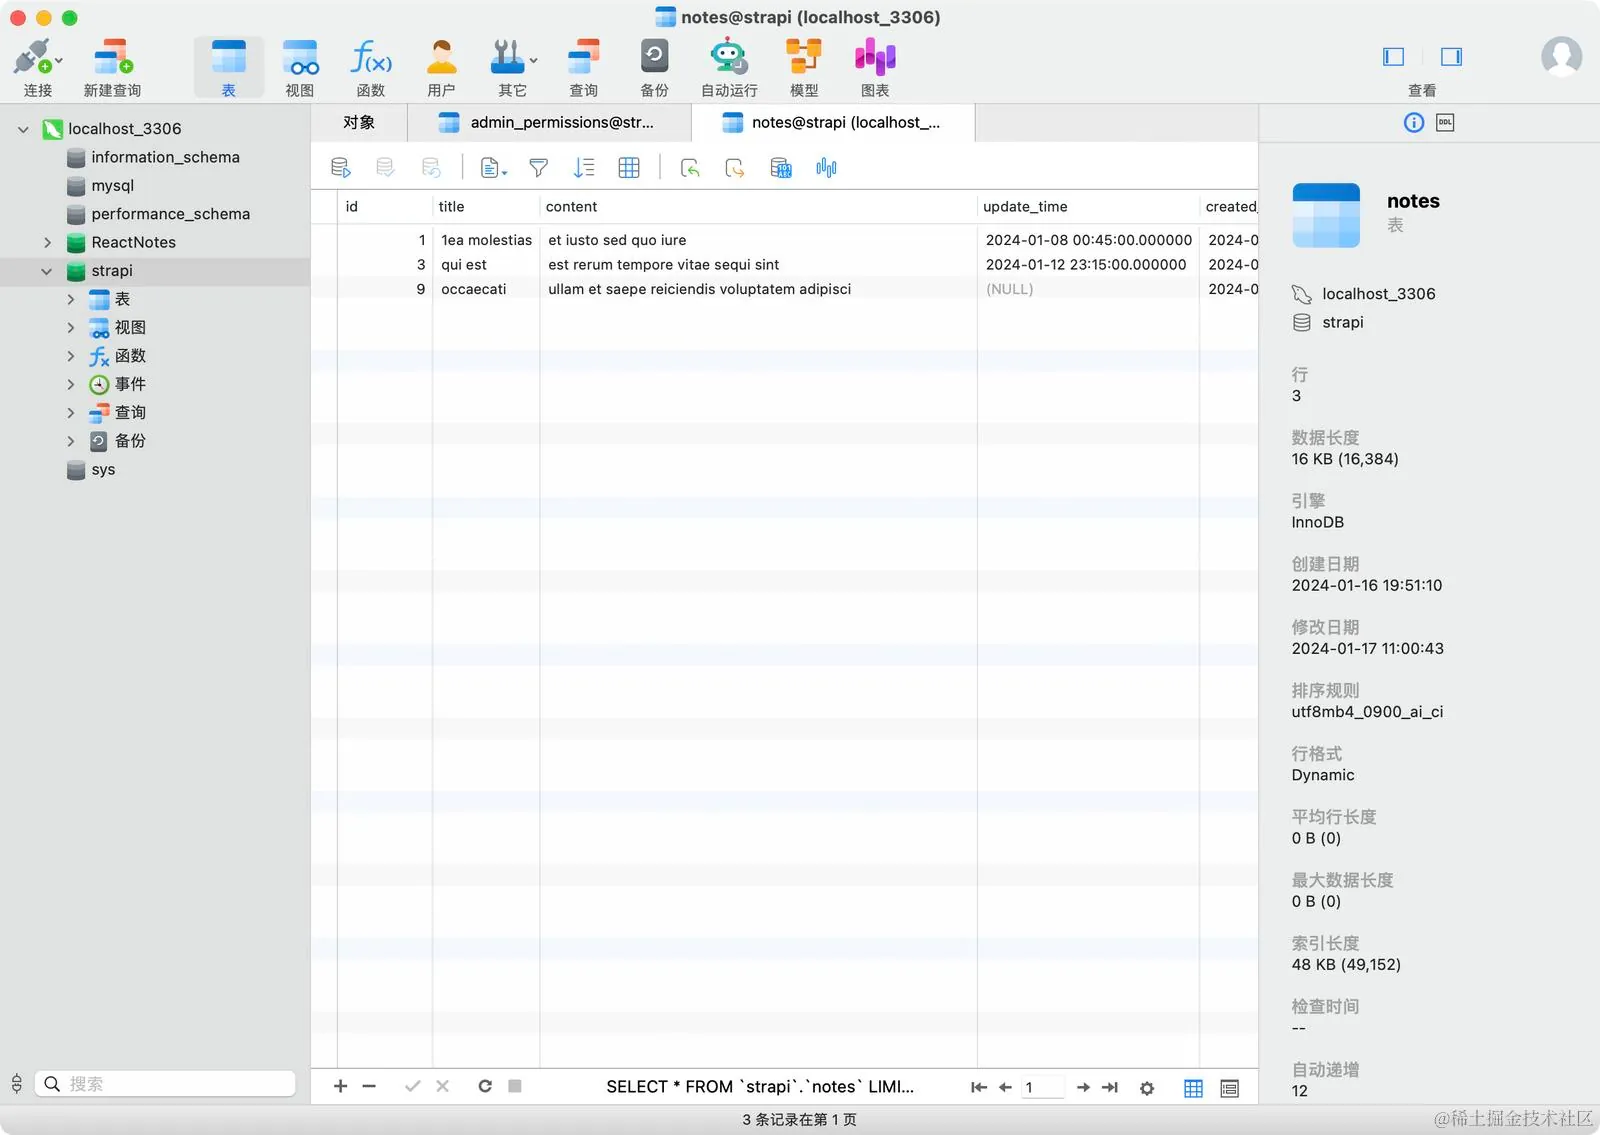 notes@strapi (localhost_3306)
连接
新建查询
表
视图
函数
用户
其它
查询
备份
自动运行
模型
图表
查看
localhost_3306
information_schema
mysql
performance_schema
ReactNotes
strapi
表
视图
函数
事件
查询
备份
sys
搜索
对象
admin_permissions@str...
notes@strapi (localhost_...
id title content update_time created_
1 1ea molestias et iusto sed quo iure 2024-01-08 00:45:00.000000 2024-0
3 qui est est rerum tempore vitae sequi sint 2024-01-12 23:15:00.000000 2024-0
9 occaecati ullam et saepe reiciendis voluptatem adipisci (NULL) 2024-0
SELECT * FROM `strapi`.`notes` LIMI...
1
3 条记录在第 1 页
DDL
notes
表
localhost_3306
strapi
行
3
数据长度
16 KB (16,384)
引擎
InnoDB
创建日期
2024-01-16 19:51:10
修改日期
2024-01-17 11:00:43
排序规则
utf8mb4_0900_ai_ci
行格式
Dynamic
平均行长度
0 B (0)
最大数据长度
0 B (0)
索引长度
48 KB (49,152)
检查时间
--
自动递增
12
@稀土掘金技术社区